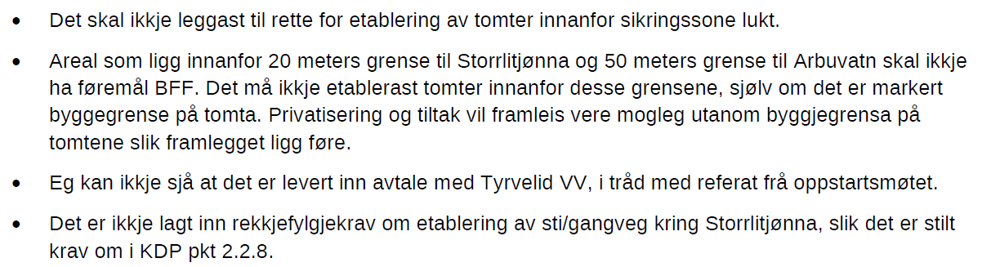 • Det skal ikkje leggast til rette for etablering av tomter innanfor sikringssone lukt.
• Areal som ligg innanfor 20 meters grense til Storrlitjønna og 50 meters grense til Arbuvatn skal ikkje
ha føremål BFF. Det må ikkje etablerast tomter innanfor desse grensene, sjølv om det er markert
byggegrense på tomta. Privatisering og tiltak vil framleis vere mogleg utanom byggjegrensa på
tomtene slik framlegget ligg føre.
• Eg kan ikkje sjå at det er levert inn avtale med Tyrvelid VV, i tråd med referat frå oppstartsmøtet.
• Det er ikkje lagt inn rekkjefylgjekrav om etablering av sti/gangveg kring Storrlitjønna, slik det er stilt
krav om i KDP pkt 2.2.8.